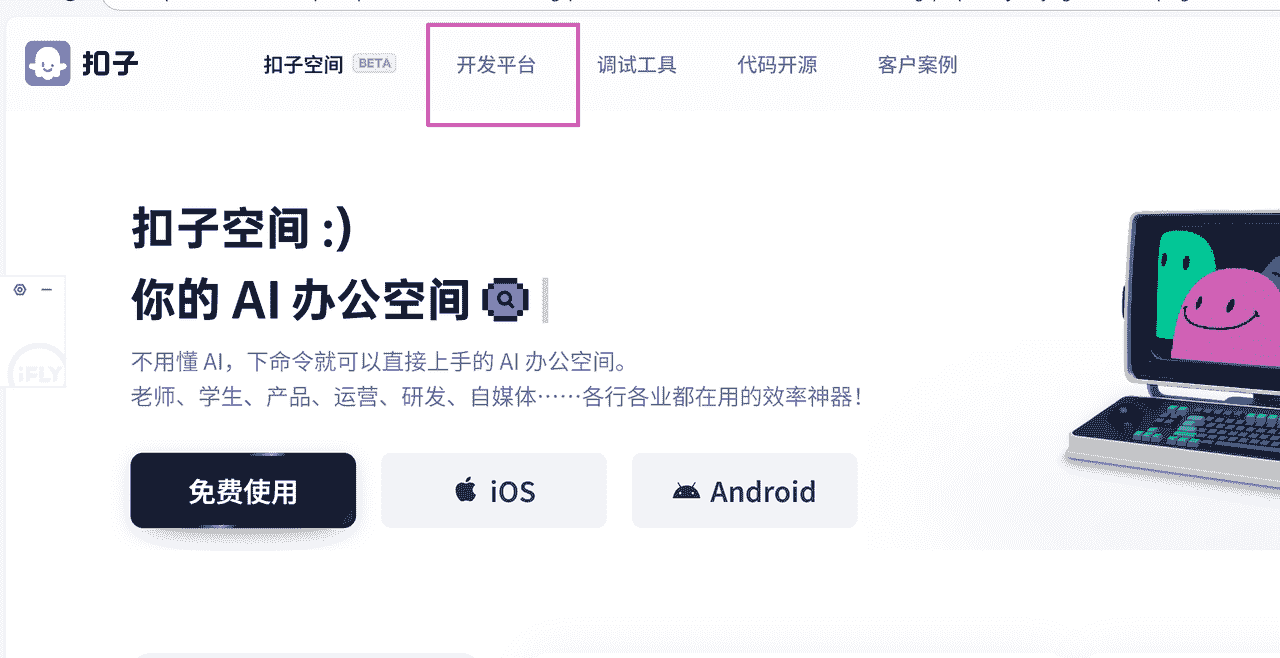 扣子
扣子空间 BETA 开发平台 调试工具 代码开源 客户案例
扣子空间 :)
你的 AI 办公空间
不用懂 AI，下命令就可以直接上手的 AI 办公空间。
老师、学生、产品、运营、研发、自媒体……各行各业都在用的效率神器！
免费使用 iOS Android
iFLY